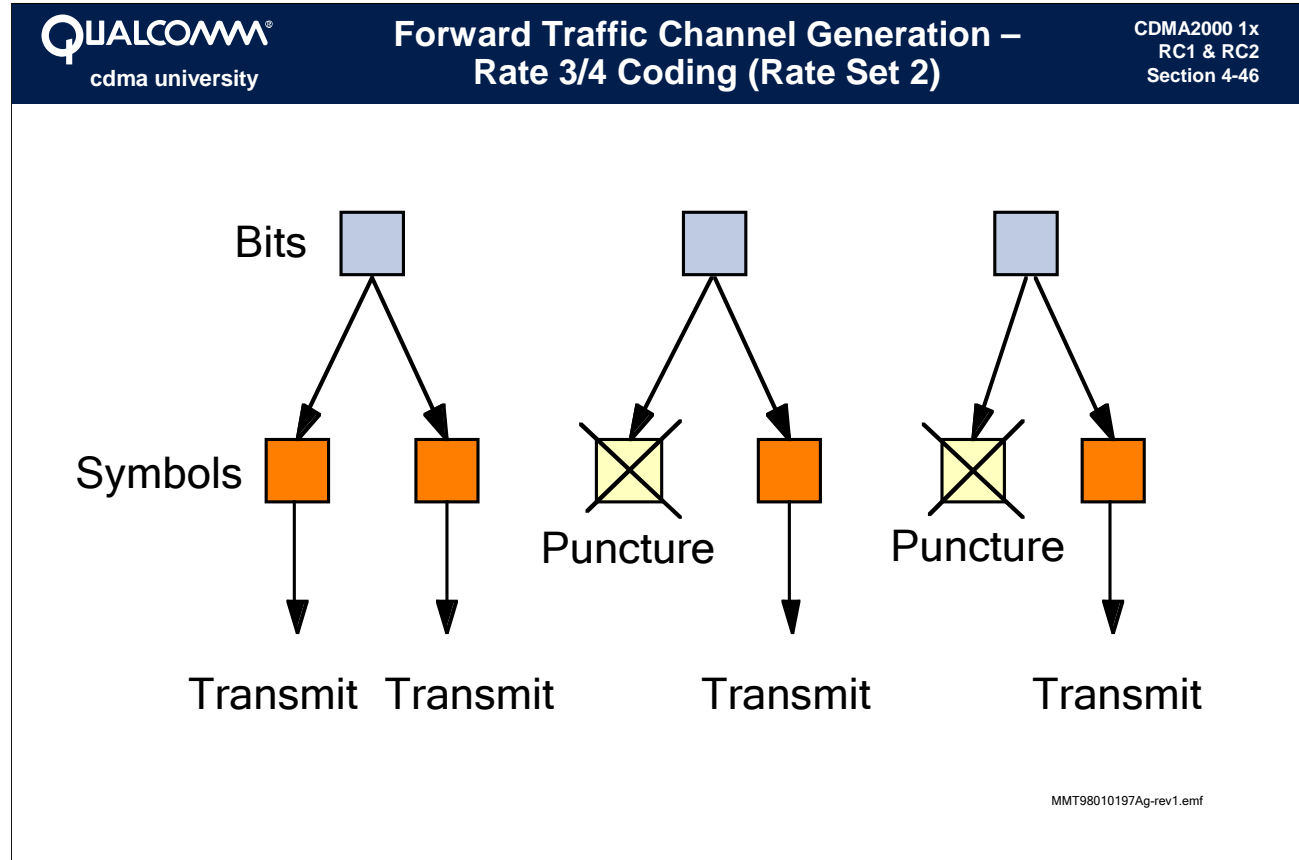 QUALCOMM®
cdma university
Forward Traffic Channel Generation –
Rate 3/4 Coding (Rate Set 2)
CDMA2000 1x
RC1 & RC2
Section 4-46
Bits
Symbols
Puncture
Puncture
Transmit
Transmit
Transmit
Transmit
MMT98010197Ag-rev1.emf